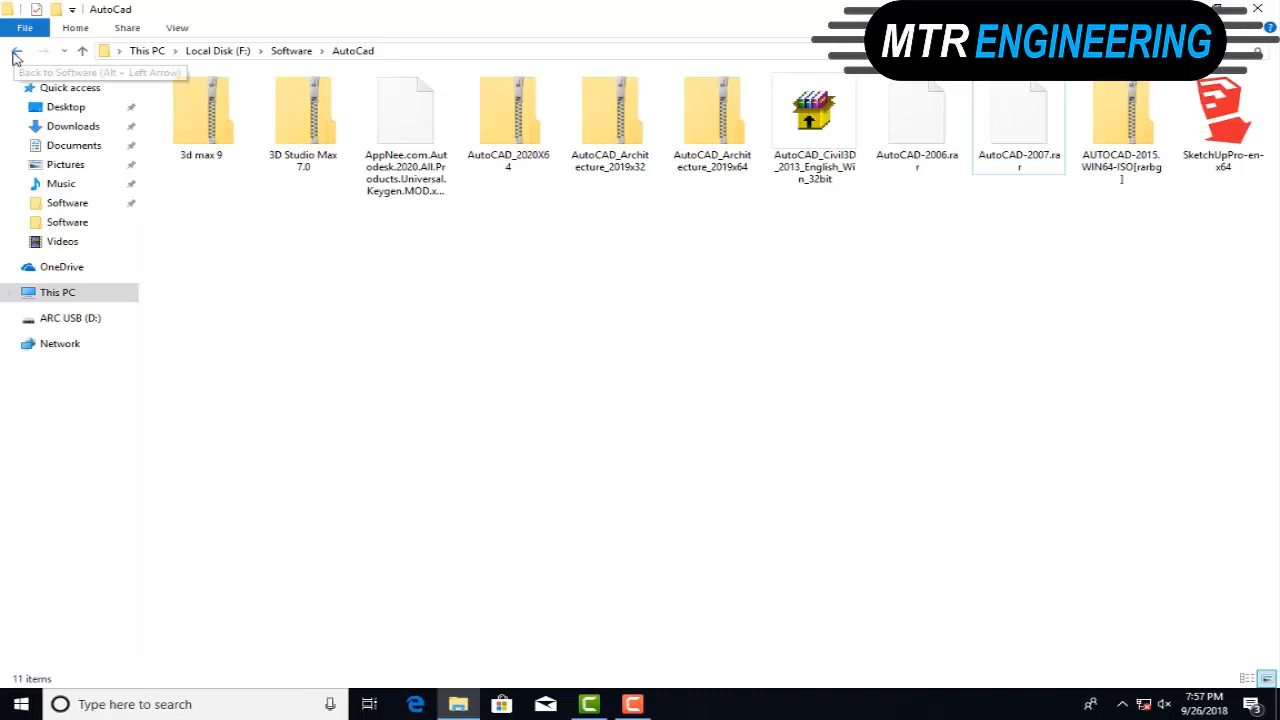 AutoCad
File Home Share View
MTR ENGINEERING
This PC Local Disk (F:) Software AutoCad
Back to Software (Alt + Left Arrow)
Quick access
Desktop
Downloads
Documents
Pictures
Music
Software
Software
Videos
OneDrive
This PC
ARC USB (D:)
Network
3d max 9
3D Studio Max
7.0
AppNee.com.Aut
odesk.2020.All.Pr
oducts.Universal.
Keygen.MOD.x...
AutoCAD_2020X6
4
AutoCAD_Archit
ecture_2019x32
AutoCAD_Archit
ecture_2019x64
AutoCAD_Civil3D
_2013_English_Wi
n_32bit
AutoCAD-2006.ra
r
AutoCAD-2007.ra
r
AUTOCAD-2015.
WIN64-ISO[rarbg
]
SketchUpPro-en-
x64
11 items
Type here to search
7:57 PM
9/26/2018
3